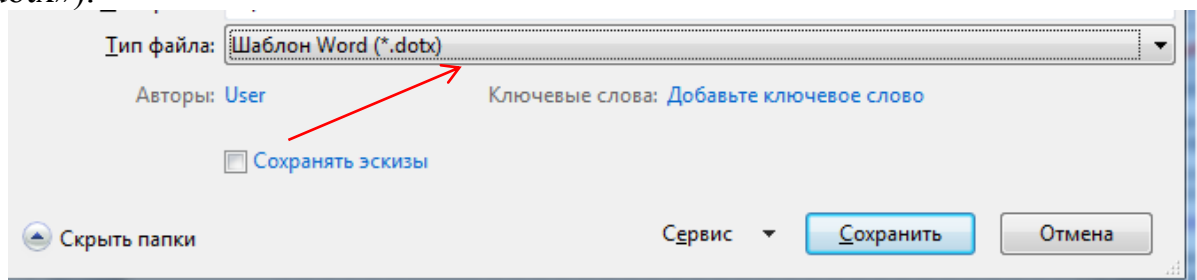 Тип файла: Шаблон Word (*.dotx)
Авторы: User Ключевые слова: Добавьте ключевое слово
Сохранять эскизы
Скрыть папки Сервис Сохранить Отмена